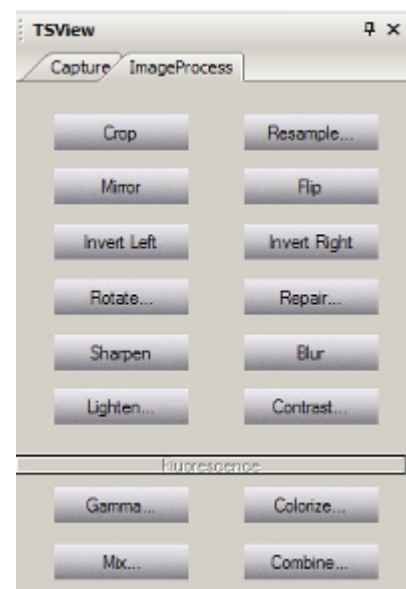 TSView
Capture ImageProcess
Crop Resample...
Mirror Flip
Invert Left Invert Right
Rotate... Repair...
Sharpen Blur
Lighten... Contrast...
Fluorescence
Gamma... Colorize...
Mix... Combine...